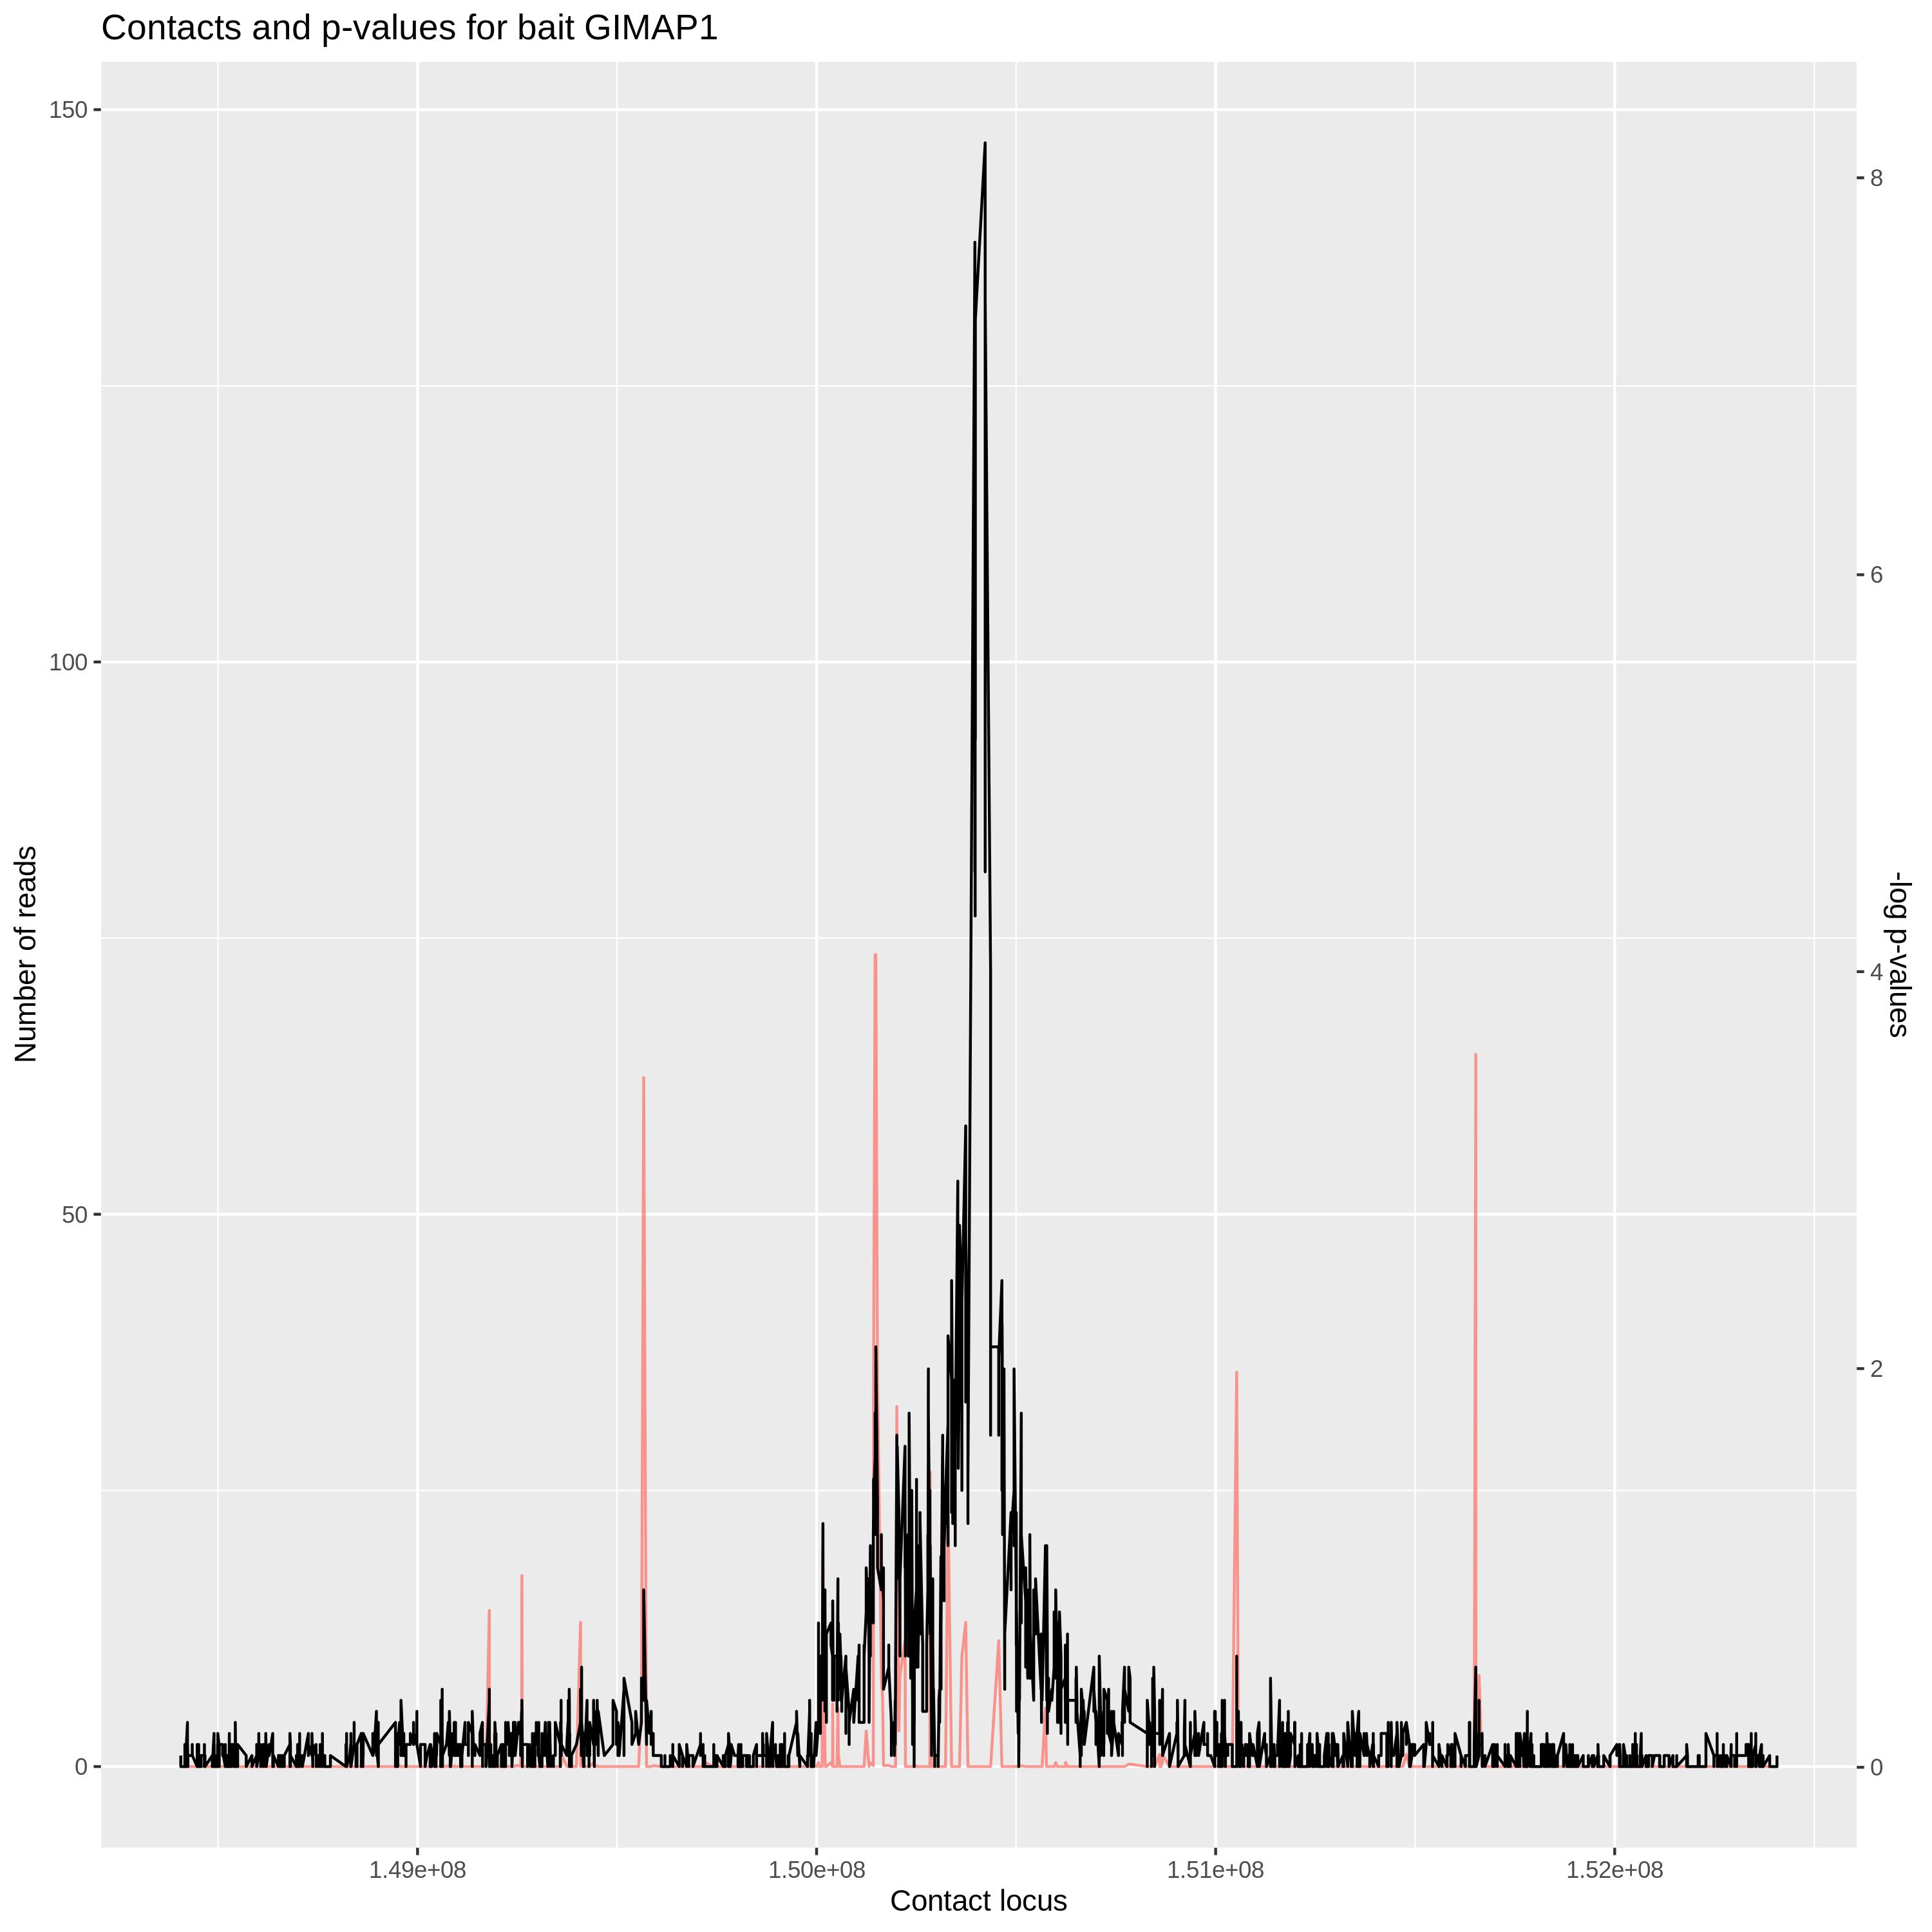 Contacts and p-values for bait GIMAP1
150
100
50
0
8
6
4
2
0
Number of reads
-log p-values
1.49e+08
1.50e+08
1.51e+08
1.52e+08
Contact locus